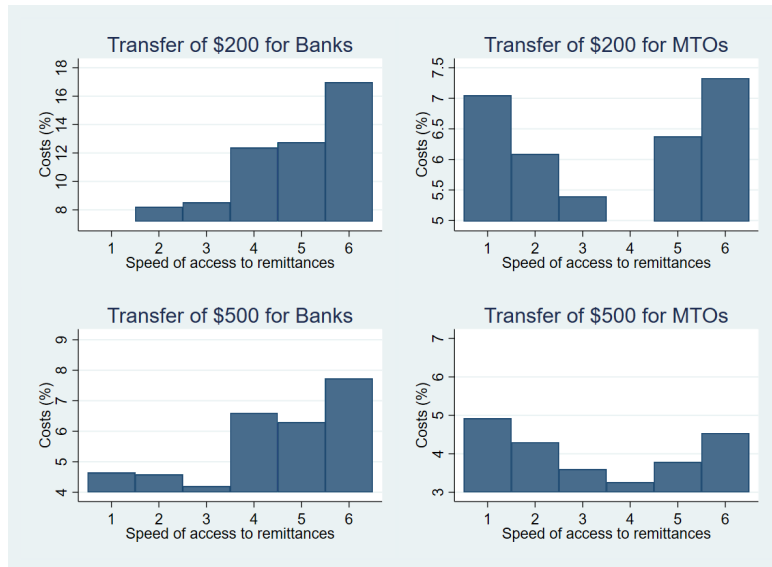 Transfer of $200 for Banks
Costs (%)
18
16
14
12
10
8
1 2 3 4 5 6
Speed of access to remittances
Transfer of $200 for MTOs
Costs (%)
7.5
7
6.5
6
5.5
5
1 2 3 4 5 6
Speed of access to remittances
Transfer of $500 for Banks
Costs (%)
9
8
7
6
5
4
1 2 3 4 5 6
Speed of access to remittances
Transfer of $500 for MTOs
Costs (%)
7
6
5
4
3
1 2 3 4 5 6
Speed of access to remittances